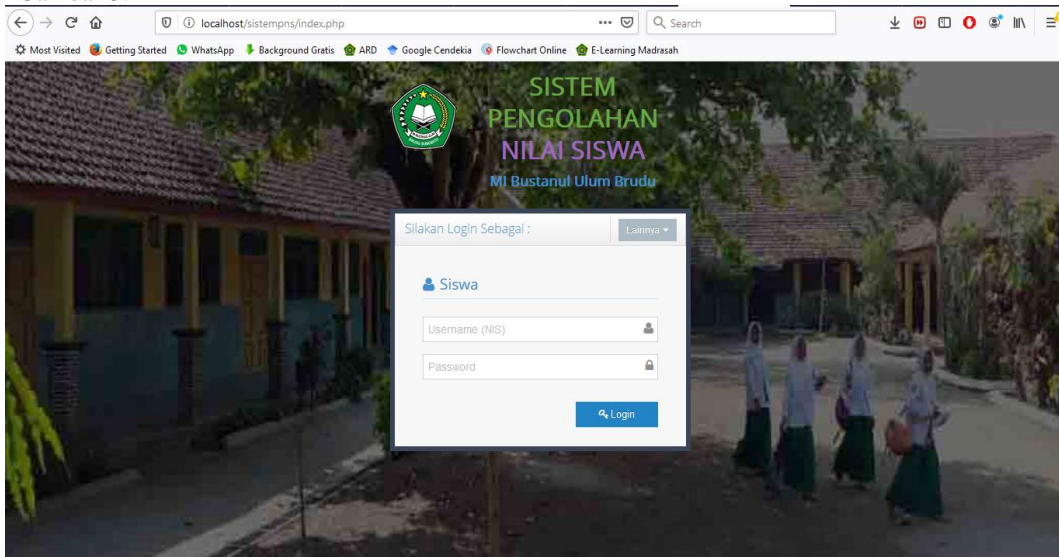 localhost/sistempns/index.php
Search
Most Visited
Getting Started
WhatsApp
Background Gratis
ARD
Google Cendekia
Flowchart Online
E-Learning Madrasah
SISTEM
PENGOLAHAN
NILAI SISWA
MI Bustanul Ulum Brudu
Silakan Login Sebagai :
Lainnya
Siswa
Username (NIS)
Password
Login